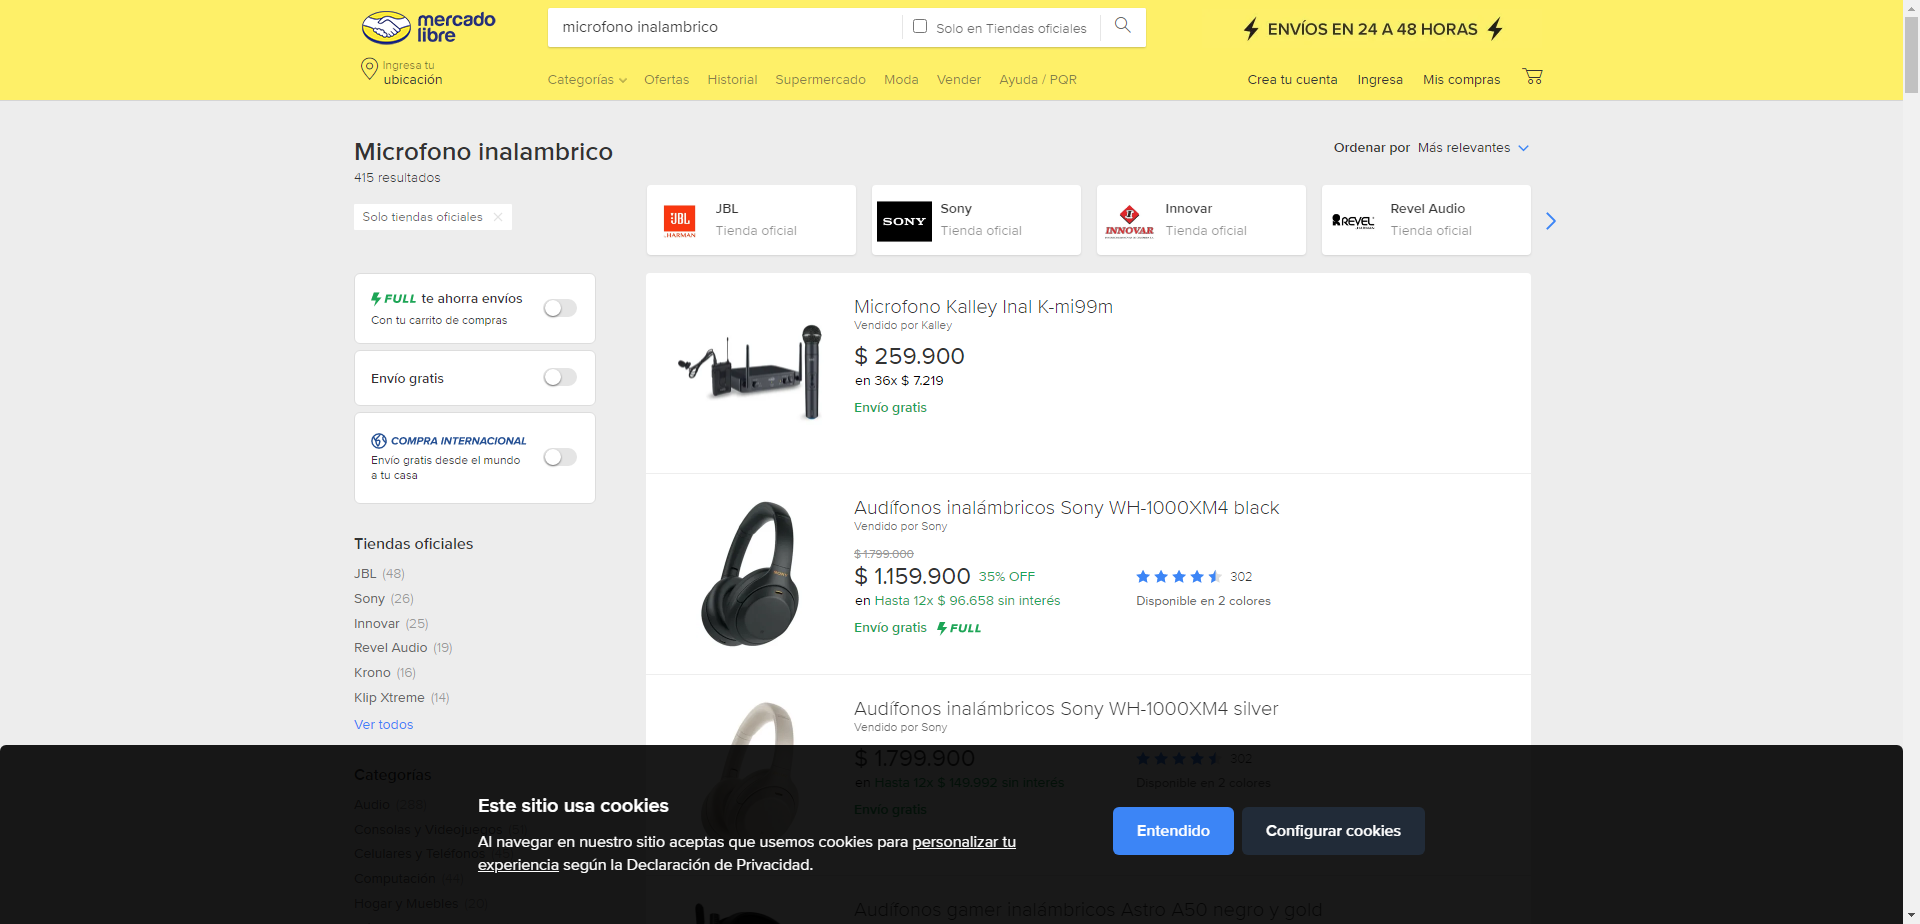 mercado
libre
microfono inalambrico
Solo en Tiendas oficiales
ENVÍOS EN 24 A 48 HORAS
Ingresa tu
ubicación
Categorías
Ofertas
Historial
Supermercado
Moda
Vender
Ayuda / PQR
Crea tu cuenta
Ingresa
Mis compras
Microfono inalambrico
415 resultados
Solo tiendas oficiales
Ordenar por Más relevantes
JBL
HARMAN
JBL
Tienda oficial
SONY
Sony
Tienda oficial
INNOVAR
Innovar
Tienda oficial
REVEL
Revel Audio
Tienda oficial
FULL te ahorra envíos
Con tu carrito de compras
Envío gratis
COMPRA INTERNACIONAL
Envío gratis desde el mundo
a tu casa
Tiendas oficiales
JBL (48)
Sony (26)
Innovar (25)
Revel Audio (19)
Krono (16)
Klip Xtreme (14)
Ver todos
Categorías
Audio (288)
Consolas y Videojuegos
Celulares y Teléfonos
Computación (44)
Hogar y Muebles (20)
Microfono Kalley Inal K-mi99m
Vendido por Kalley
$ 259.900
en 36x $ 7.219
Envío gratis
Audífonos inalámbricos Sony WH-1000XM4 black
Vendido por Sony
$ 1.799.000
$ 1.159.900 35% OFF
en Hasta 12x $ 96.658 sin interés
Envío gratis FULL
302
Disponible en 2 colores
Audífonos inalámbricos Sony WH-1000XM4 silver
Vendido por Sony
$ 1.799.900
en Hasta 12x $ 149.992 sin interés
Envío gratis
302
Disponible en 2 colores
Audífonos gamer inalámbricos Astro A50 negro y gold
Este sitio usa cookies
Al navegar en nuestro sitio aceptas que usemos cookies para personalizar tu
experiencia según la Declaración de Privacidad.
Entendido
Configurar cookies